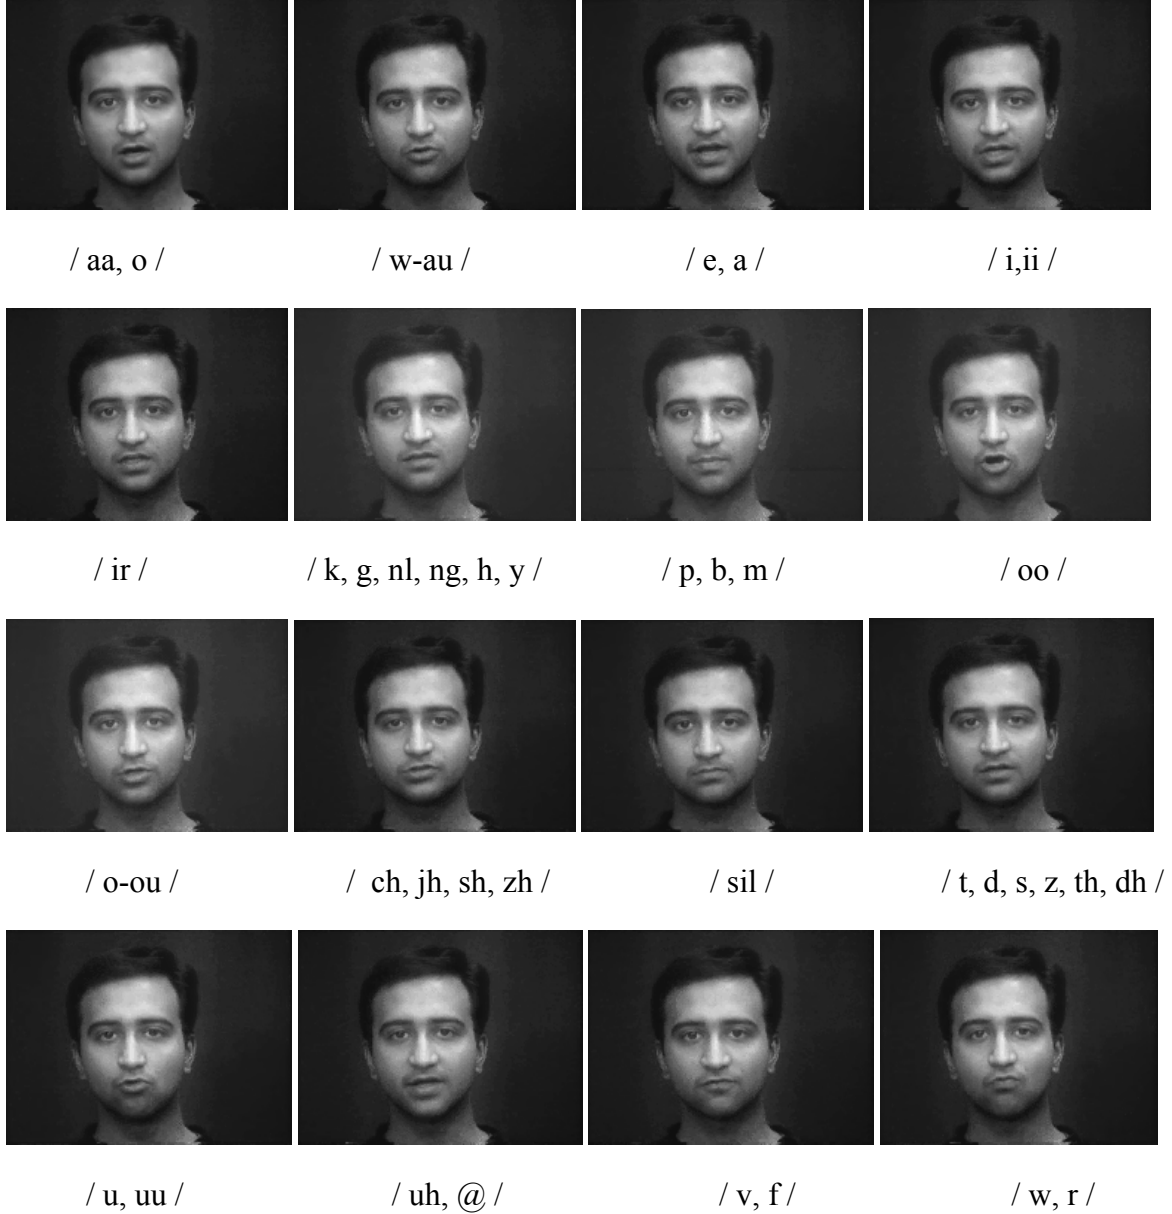 / aa, o / / w-au / / e, a / / i,ii /
/ ir / / k, g, nl, ng, h, y / / p, b, m / / oo /
/ o-ou / / ch, jh, sh, zh / / sil / / t, d, s, z, th, dh /
/ u, uu / / uh, @ / / v, f / / w, r /